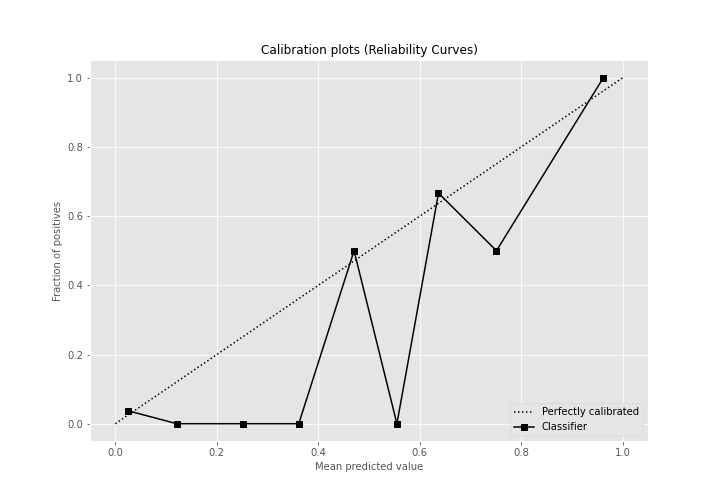 Calibration plots (Reliability Curves)
Fraction of positives
1.0
0.8
0.6
0.4
0.2
0.0
0.0 0.2 0.4 0.6 0.8 1.0
Mean predicted value
Perfectly calibrated
Classifier